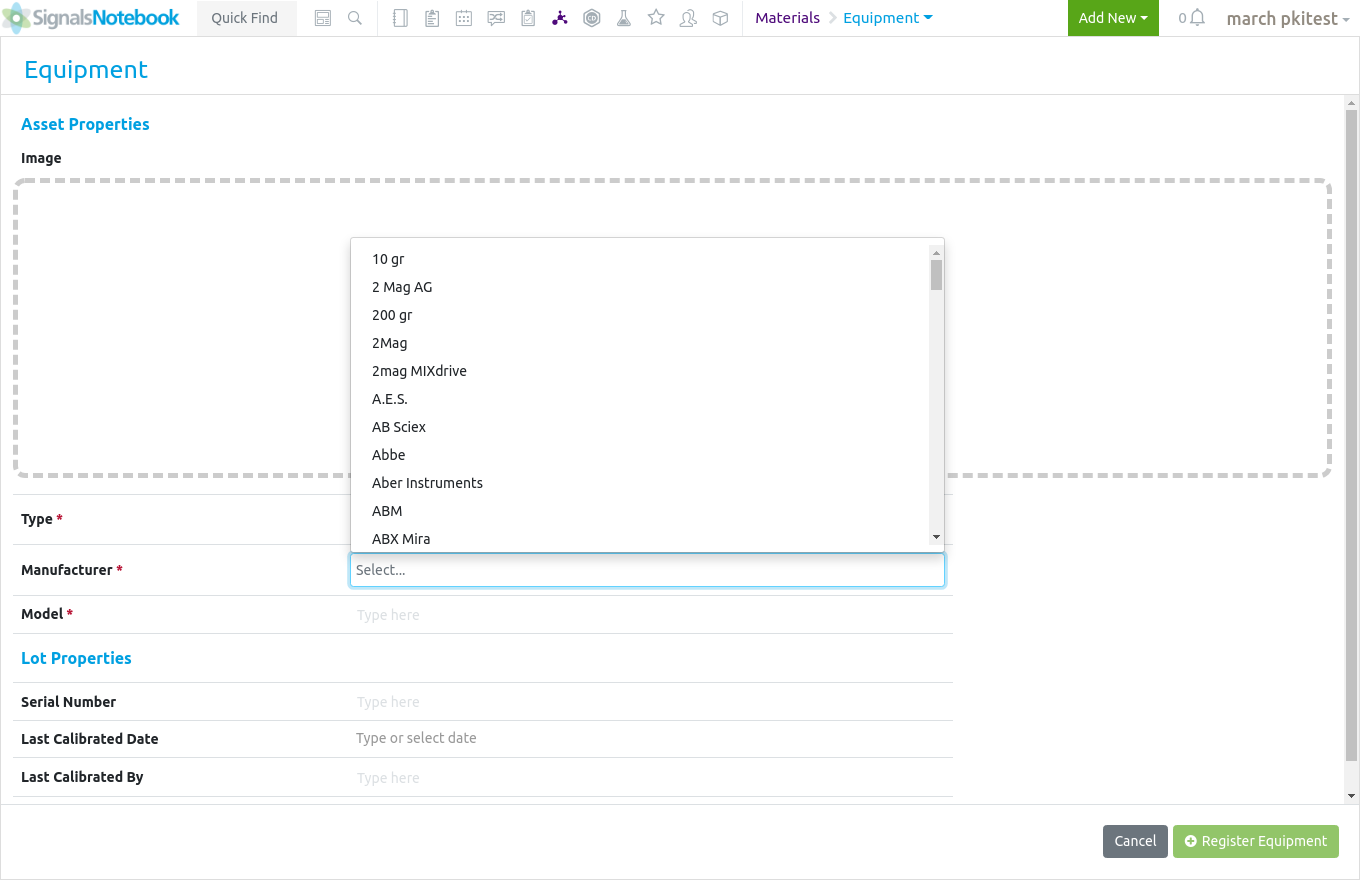 SignalsNotebook Quick Find Materials Equipment Add New 0 march pkitest
Equipment
Asset Properties
Image
10 gr
2 Mag AG
200 gr
2Mag
2mag MIXdrive
A.E.S.
AB Sciex
Abbe
Aber Instruments
ABM
ABX Mira
Type *
Manufacturer * Select...
Model * Type here
Lot Properties
Serial Number Type here
Last Calibrated Date Type or select date
Last Calibrated By Type here
Cancel Register Equipment